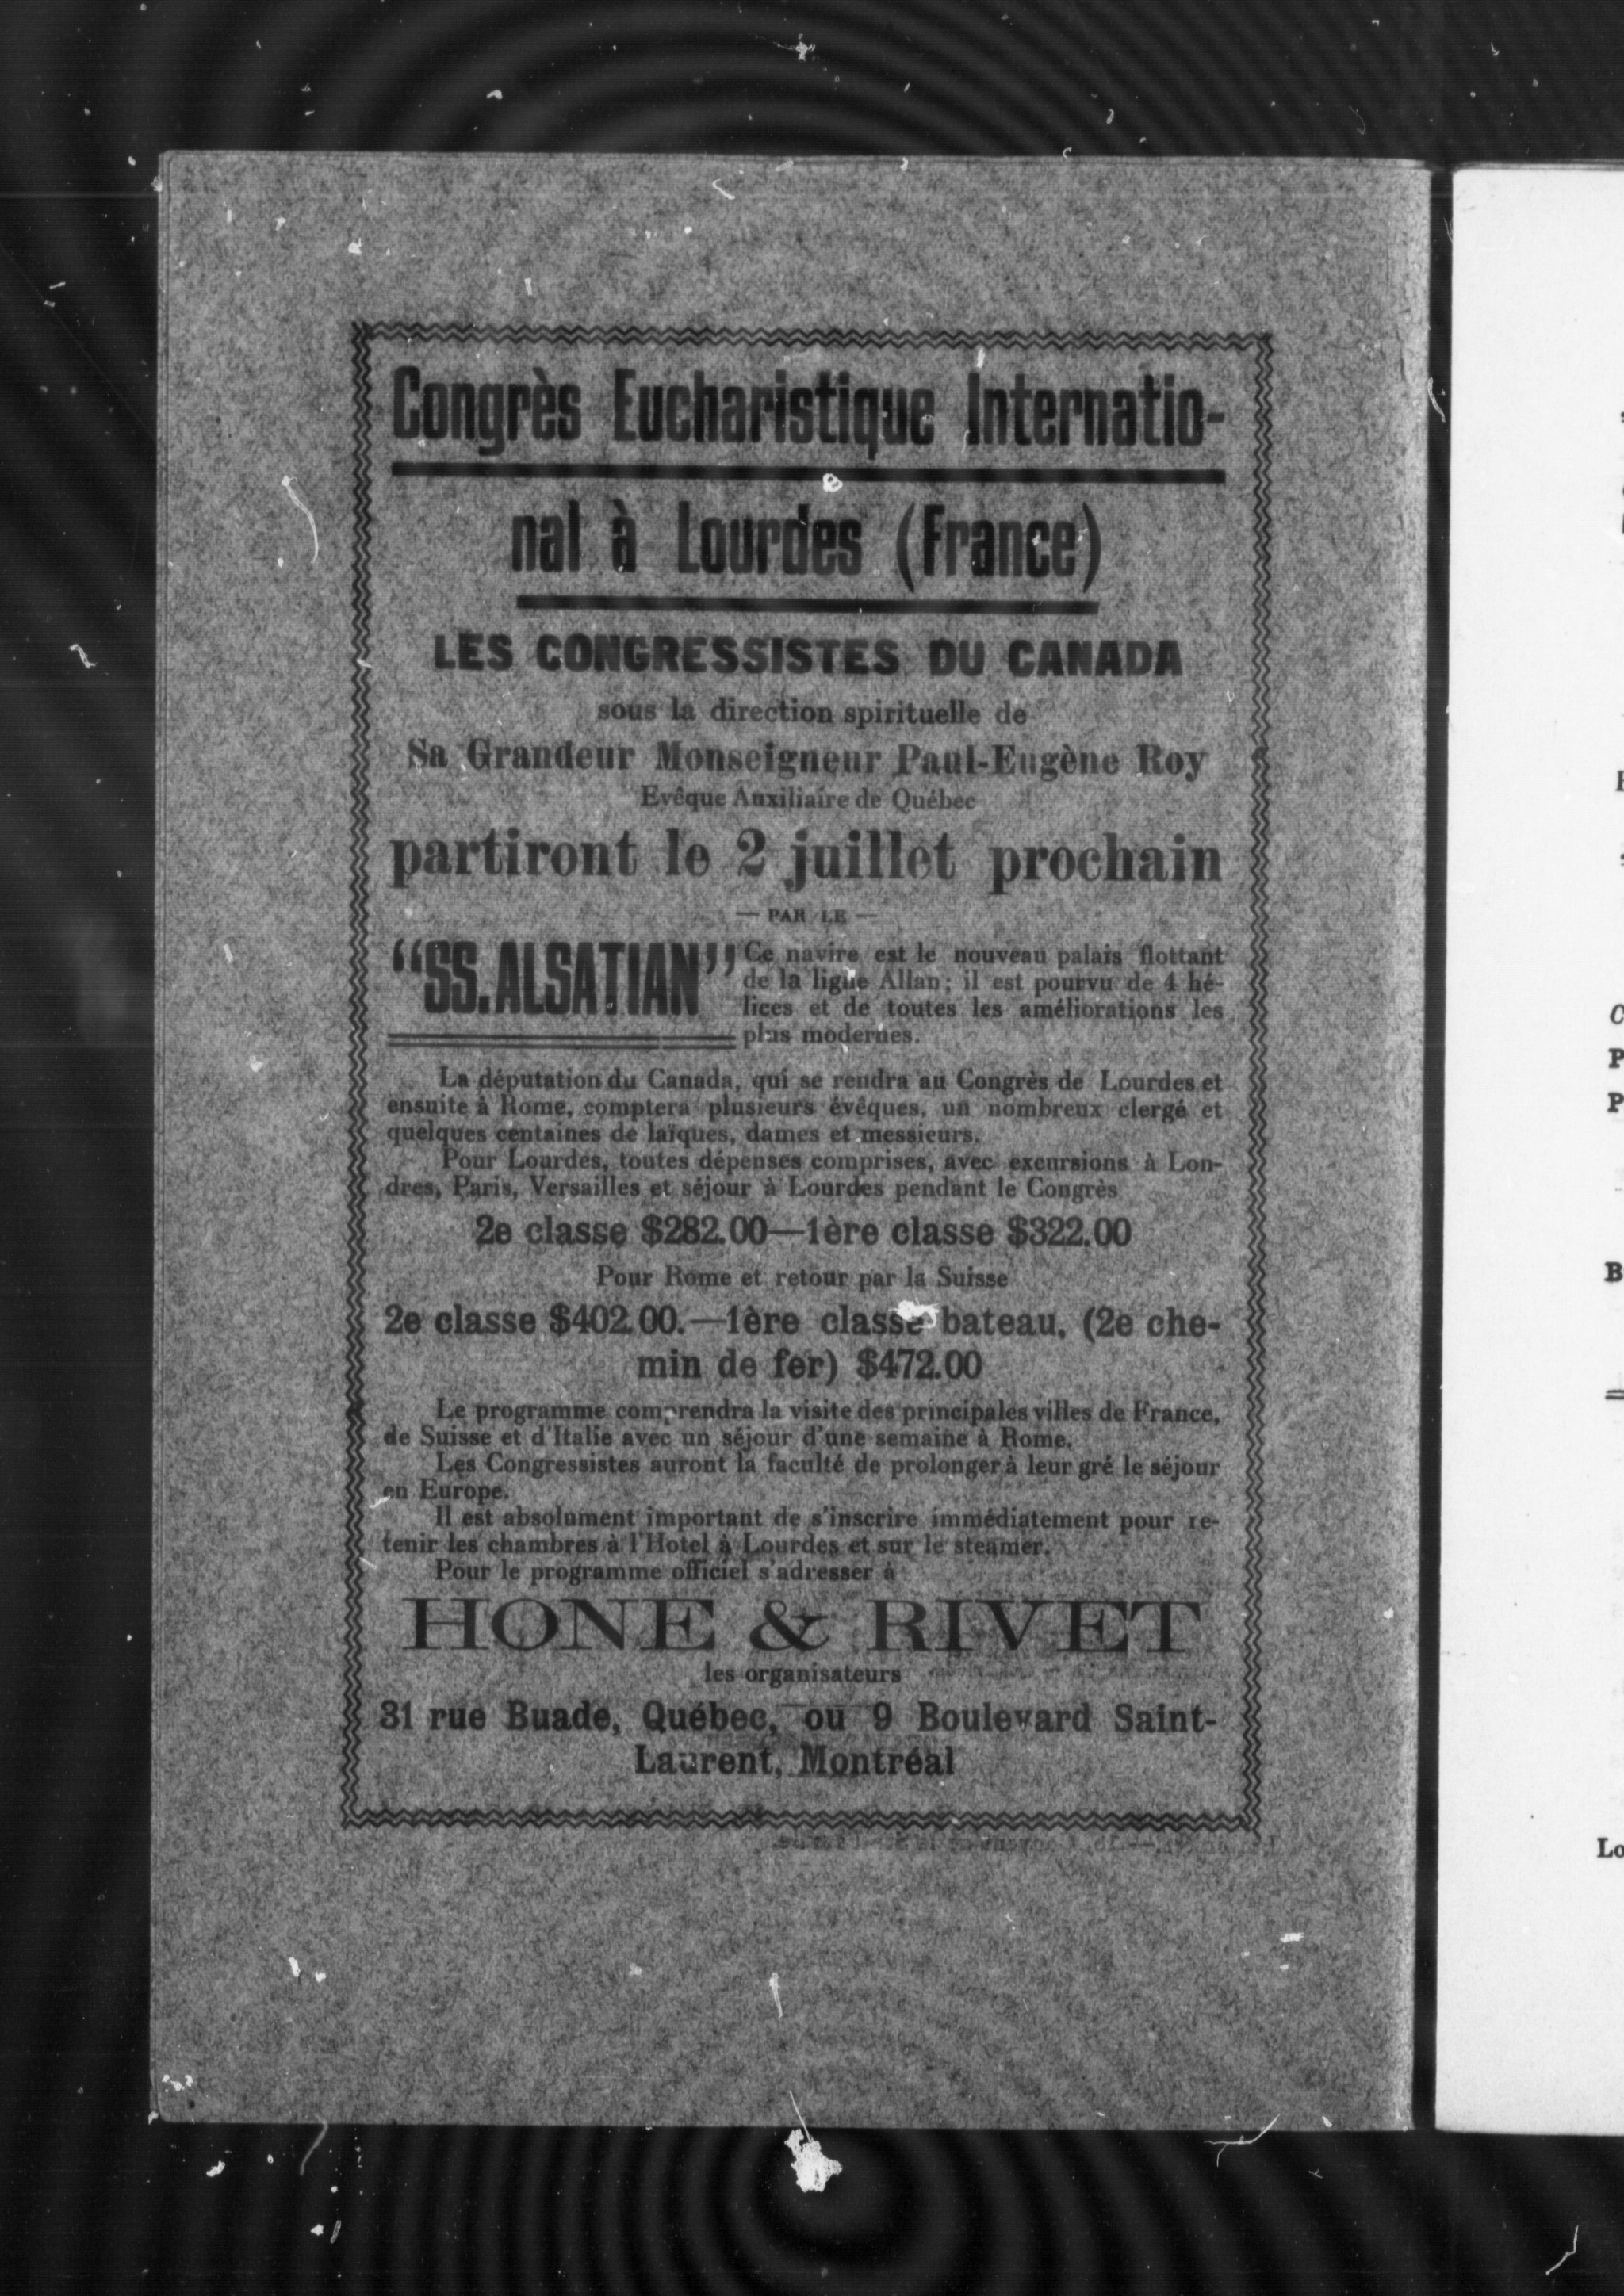 Congrès Eucharistique Internatio-
nal à Lourdes (France)
LES CONGRESSISTES DU CANADA
sous la direction spirituelle de
Sa Grandeur Monseigneur Paul-Eugène Roy
Evêque Auxiliaire de Québec
partiront le 2 juillet prochain
— PAR LE —
“SS. ALSATIAN”
Ce navire est le nouveau palais flottant
de la ligne Allan; il est pourvu de 4 hé-
lices et de toutes les améliorations les
plus modernes.
La députation du Canada, qui se rendra au Congrès de Lourdes et
ensuite à Rome, comptera plusieurs évêques, un nombreux clergé et
quelques centaines de laïques, dames et messieurs.
Pour Lourdes, toutes dépenses comprises, avec excursions à Lon-
dres, Paris, Versailles et séjour à Lourdes pendant le Congrès
2e classe $282.00—1ère classe $322.00
Pour Rome et retour par la Suisse
2e classe $402.00.—1ère classe bateau, (2e che-
min de fer) $472.00
Le programme comprendra la visite des principales villes de France,
de Suisse et d'Italie avec un séjour d'une semaine à Rome.
Les Congressistes auront la faculté de prolonger à leur gré le séjour
en Europe.
Il est absolument important de s'inscrire immédiatement pour re-
tenir les chambres à l'Hotel à Lourdes et sur le steamer.
Pour le programme officiel s'adresser à
HONE & RIVET
les organisateurs
31 rue Buade, Québec, ou 9 Boulevard Saint-
Laurent, Montréal